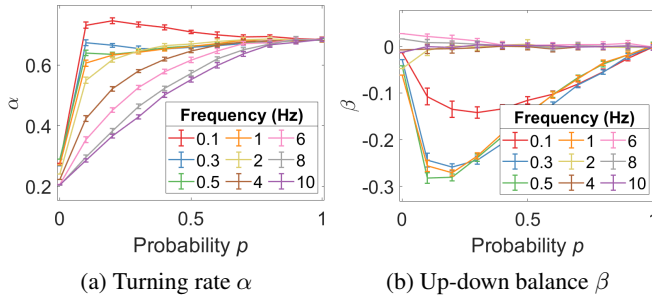 0.6
0.4
0.2
α
0
0.5
1
Probability p
Frequency (Hz)
0.1 1 6
0.3 2 8
0.5 4 10
(a) Turning rate α
0
-0.1
-0.2
-0.3
β
0
0.5
1
Probability p
Frequency (Hz)
0.1 1 6
0.3 2 8
0.5 4 10
(b) Up-down balance β